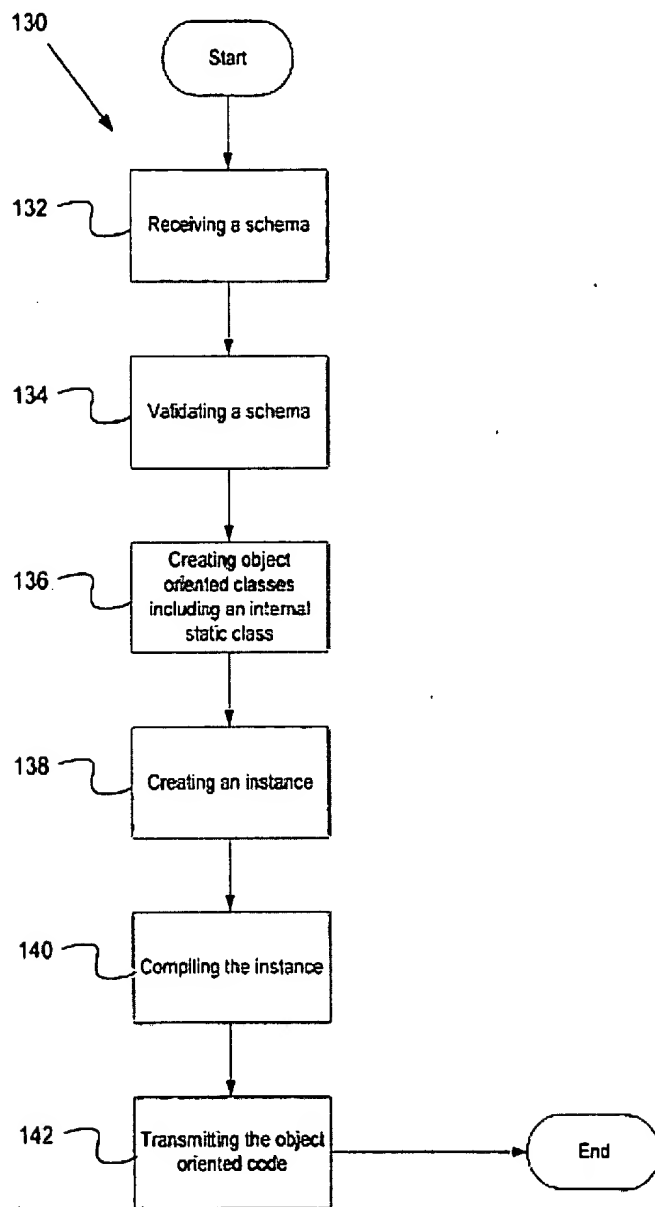 130
Start
132
Receiving a schema
134
Validating a schema
136
Creating object
oriented classes
including an internal
static class
138
Creating an instance
140
Compiling the instance
142
Transmitting the object
oriented code
End